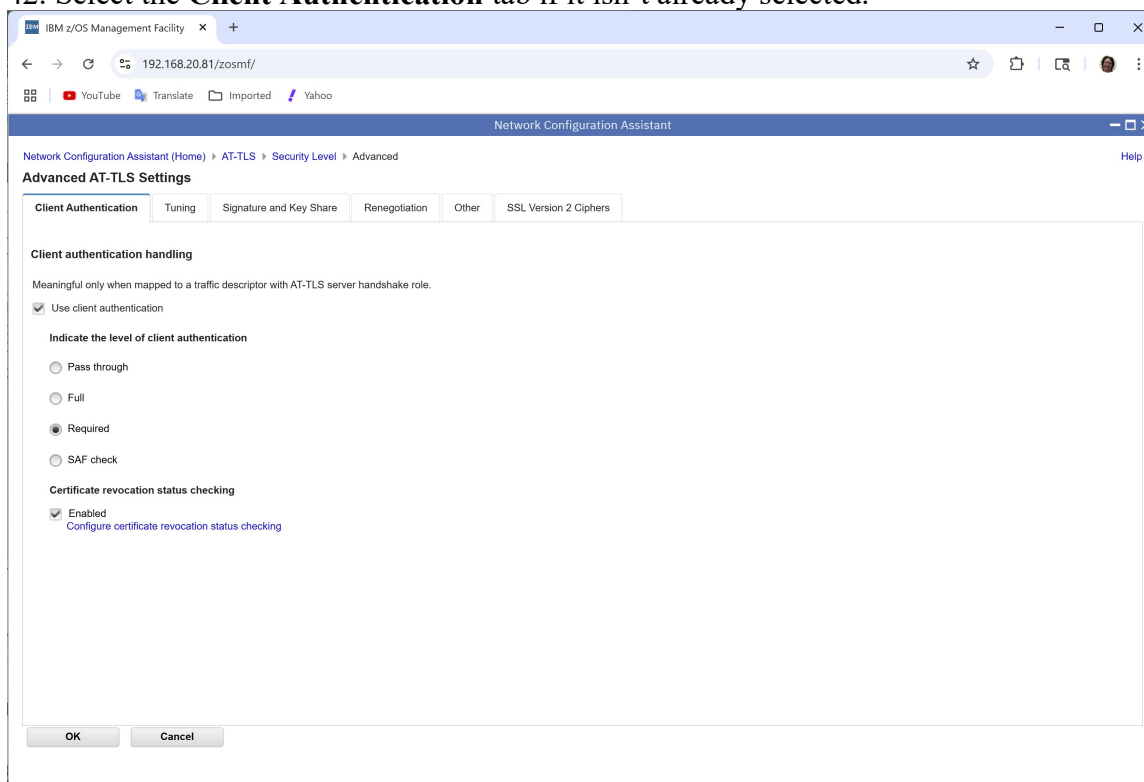 42. Select the Client Authentication tab if it isn't already selected.
IBM IBM z/OS Management Facility
192.168.20.81/zosmf/
YouTube Translate Imported Yahoo
Network Configuration Assistant
Network Configuration Assistant (Home) AT-TLS Security Level Advanced Help
Advanced AT-TLS Settings
Client Authentication Tuning Signature and Key Share Renegotiation Other SSL Version 2 Ciphers
Client authentication handling
Meaningful only when mapped to a traffic descriptor with AT-TLS server handshake role.
Use client authentication
Indicate the level of client authentication
Pass through
Full
Required
SAF check
Certificate revocation status checking
Enabled
Configure certificate revocation status checking
OK Cancel